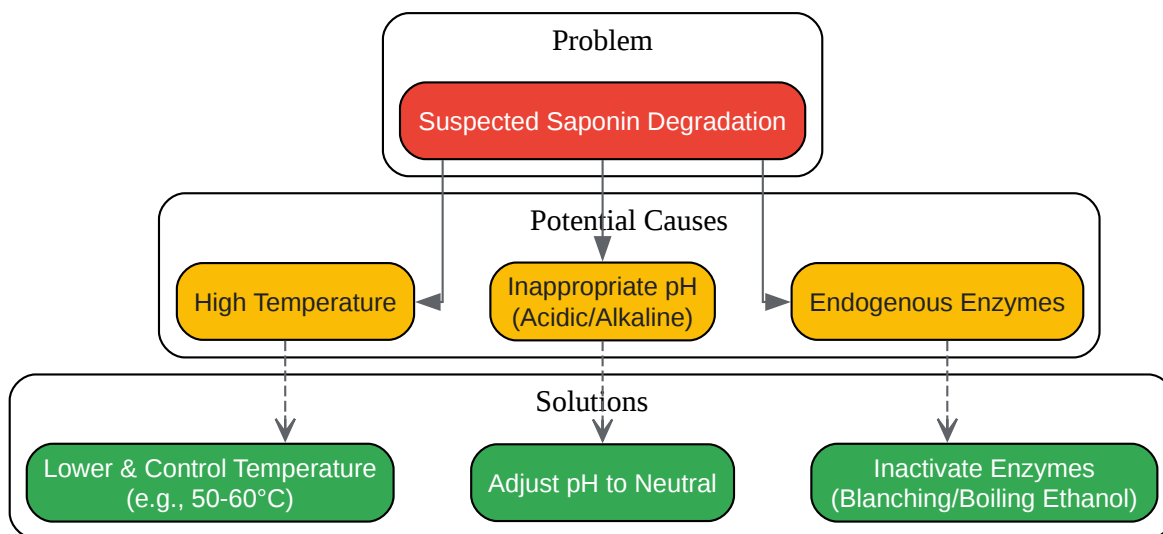 Problem
Suspected Saponin Degradation
Potential Causes
High Temperature
Inappropriate pH
(Acidic/Alkaline)
Endogenous Enzymes
Solutions
Lower & Control Temperature
(e.g., 50-60°C)
Adjust pH to Neutral
Inactivate Enzymes
(Blanching/Boiling Ethanol)